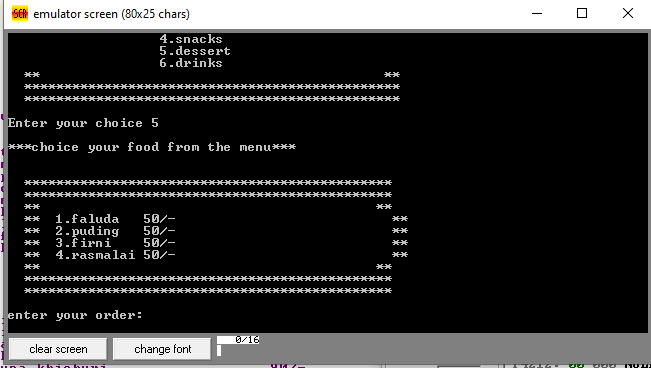 emulator screen (80x25 chars)
4.snacks
5.dessert
6.drinks
** **
************************************************
************************************************
Enter your choice 5
***choice your food from the menu***
***********************************************
***********************************************
** **
** 1.faluda 50/- **
** 2.puding 50/- **
** 3.firni 50/- **
** 4.rasmalai 50/- **
** **
***********************************************
***********************************************
enter your order:
clear screen change font 0/16